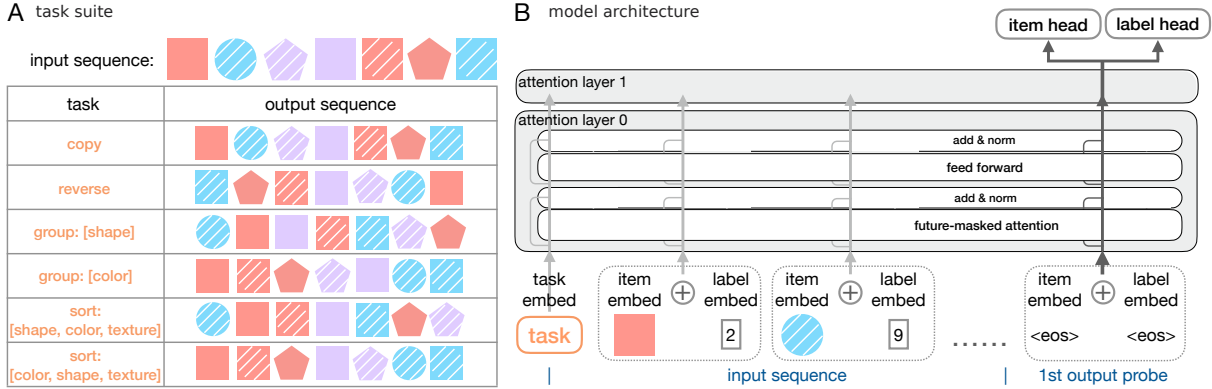 A task suite
input sequence:
task output sequence
copy
reverse
group: [shape]
group: [color]
sort:
[shape, color, texture]
sort:
[color, shape, texture]
B model architecture
item head label head
attention layer 1
attention layer 0
add & norm
feed forward
add & norm
future-masked attention
task
embed
item
embed
label
embed
item
embed
label
embed
item
embed
label
embed
task 2 9 ...... <eos> <eos>
input sequence 1st output probe